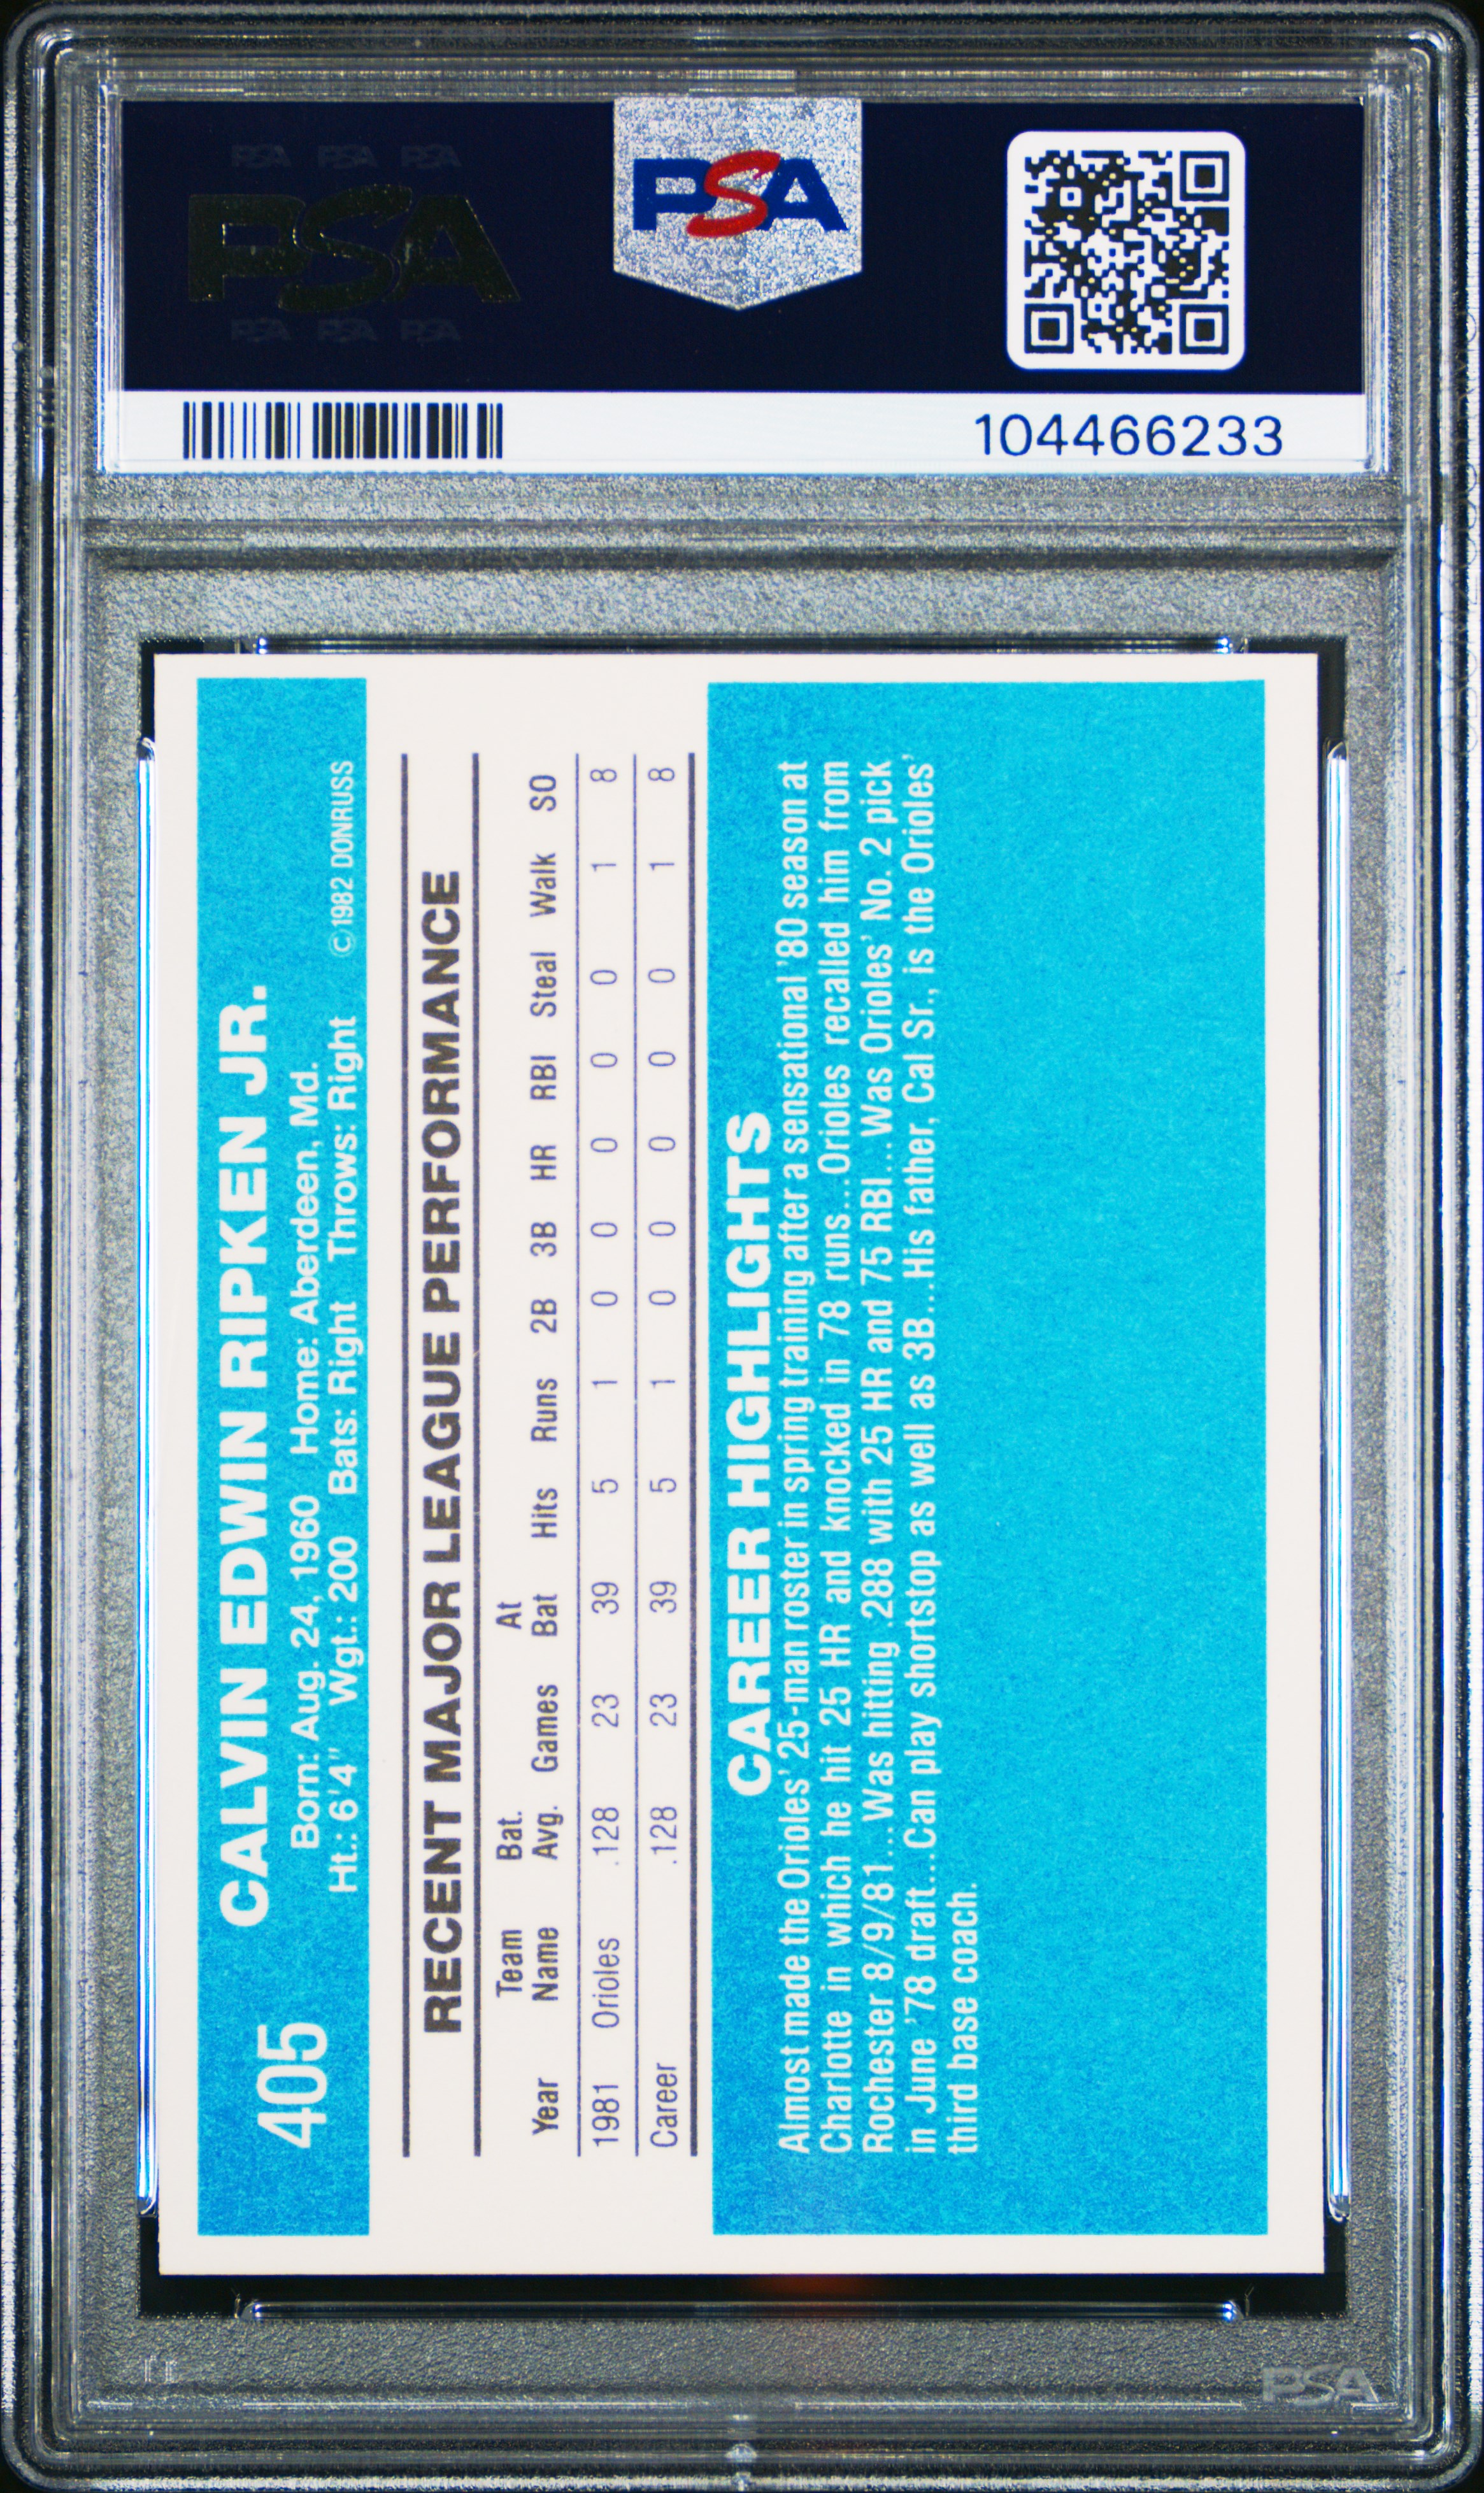 PSA PSA PSA
PSA
PSA PSA PSA
PSA
104466233
405
CALVIN EDWIN RIPKEN JR.
Born: Aug. 24, 1960 Home: Aberdeen, Md.
Ht.: 6'4" Wgt.: 200 Bats: Right Throws: Right ©1982 DONRUSS
RECENT MAJOR LEAGUE PERFORMANCE
Team Bat. At
Year Name Avg. Games Bat Hits Runs 2B 3B HR RBI Steal Walk SO
1981 Orioles .128 23 39 5 1 0 0 0 0 0 1 8
Career .128 23 39 5 1 0 0 0 0 0 1 8
CAREER HIGHLIGHTS
Almost made the Orioles' 25-man roster in spring training after a sensational '80 season at
Charlotte in which he hit 25 HR and knocked in 78 runs...Orioles recalled him from
Rochester 8/9/81...Was hitting .288 with 25 HR and 75 RBI...Was Orioles' No. 2 pick
in June '78 draft...Can play shortstop as well as 3B...His father, Cal Sr., is the Orioles'
third base coach.
PSA